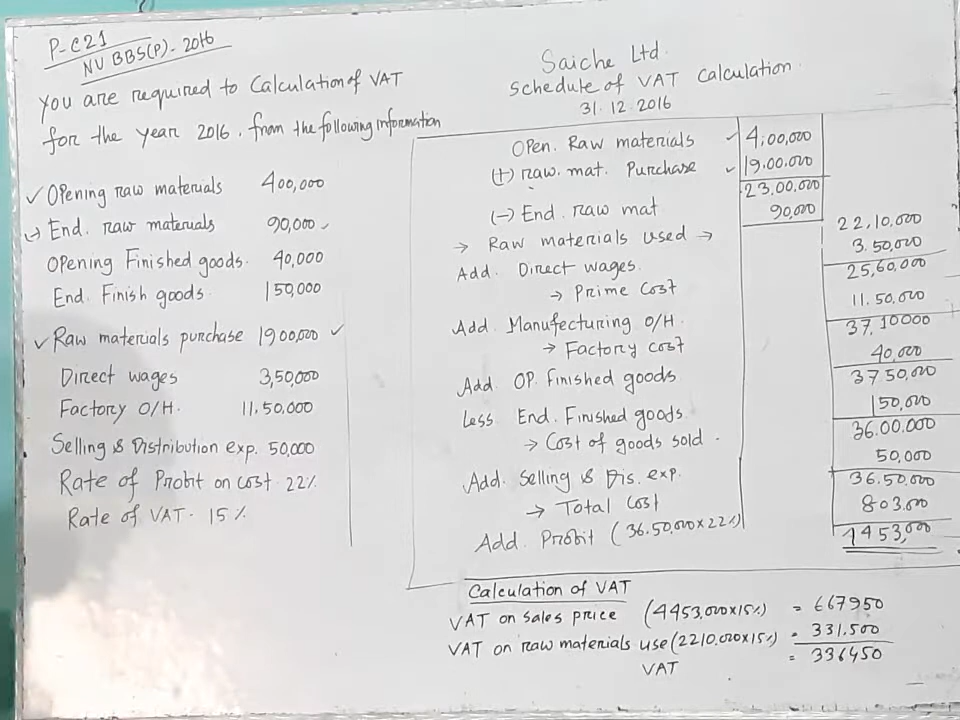 P-C21
NU BBS(P)- 2016
You are required to Calculation of VAT
for the year 2016. from the following information
✓ Opening raw materials 400,000
(-) End. raw materials 90,000
Opening Finished goods. 40,000
End. Finish goods. 150,000
✓ Raw materials purchase 1900,000 ✓
Direct wages 3,50,000
Factory O/H. 11,50,000
Selling & Distribution exp. 50,000
Rate of Profit on cost 22%
Rate of VAT. 15%
Saiche Ltd.
Schedule of VAT Calculation.
31.12.2016
Open. Raw materials ✓ 4,00,000
(+) raw. mat. Purchase ✓ 19,00,000
23,00,000
(-) End. raw mat 90,000
→ Raw materials used → 22,10,000
Add. Direct wages. 3,50,000
→ Prime Cost 25,60,000
Add. Manufecturing O/H. 11,50,000
→ Factory cost 37,10000
Add. OP. Finished goods 40,000
3750,000
Less End. Finished goods. 150,000
→ Cost of goods sold. 36,00,000
Add. Selling & Dis. exp. 50,000
→ Total Cost 36,50,000
Add. Profit (36,50,000x22%) 803,000
4453,000
Calculation of VAT
VAT on sales price (4453,000x15%) = 667950
VAT on raw materials use (2210,000x15%) = 331,500
VAT = 336450